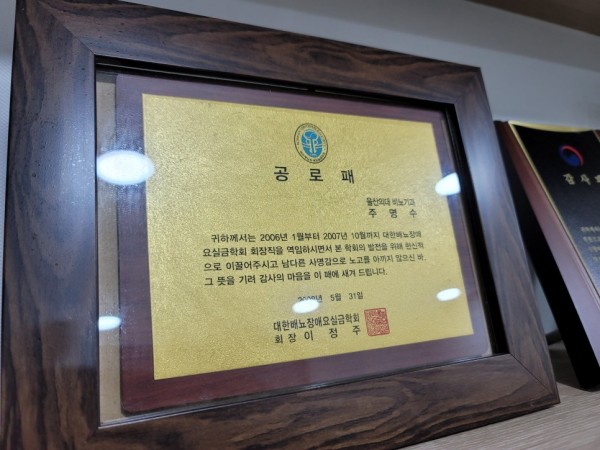 공로패
울산의대 비뇨기과
주명수
귀하께서는 2006년 1월부터 2007년 10월까지 대한배뇨장애
요실금학회 회장직을 역임하시면서 본 학회의 발전을 위해 헌신적
으로 이끌어주시고 남다른 사명감으로 노고를 아끼지 않으신 바,
그 뜻을 기려 감사의 마음을 이 패에 새겨 드립니다.
5월 31일
대한배뇨장애요실금학회
회장 이정주
감사